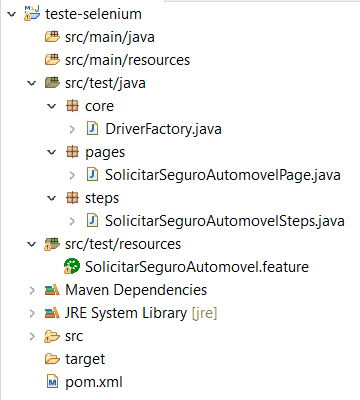 teste-selenium
src/main/java
src/main/resources
src/test/java
core
DriverFactory.java
pages
SolicitarSeguroAutomovelPage.java
steps
SolicitarSeguroAutomovelSteps.java
src/test/resources
SolicitarSeguroAutomovel.feature
Maven Dependencies
JRE System Library [jre]
src
target
pom.xml